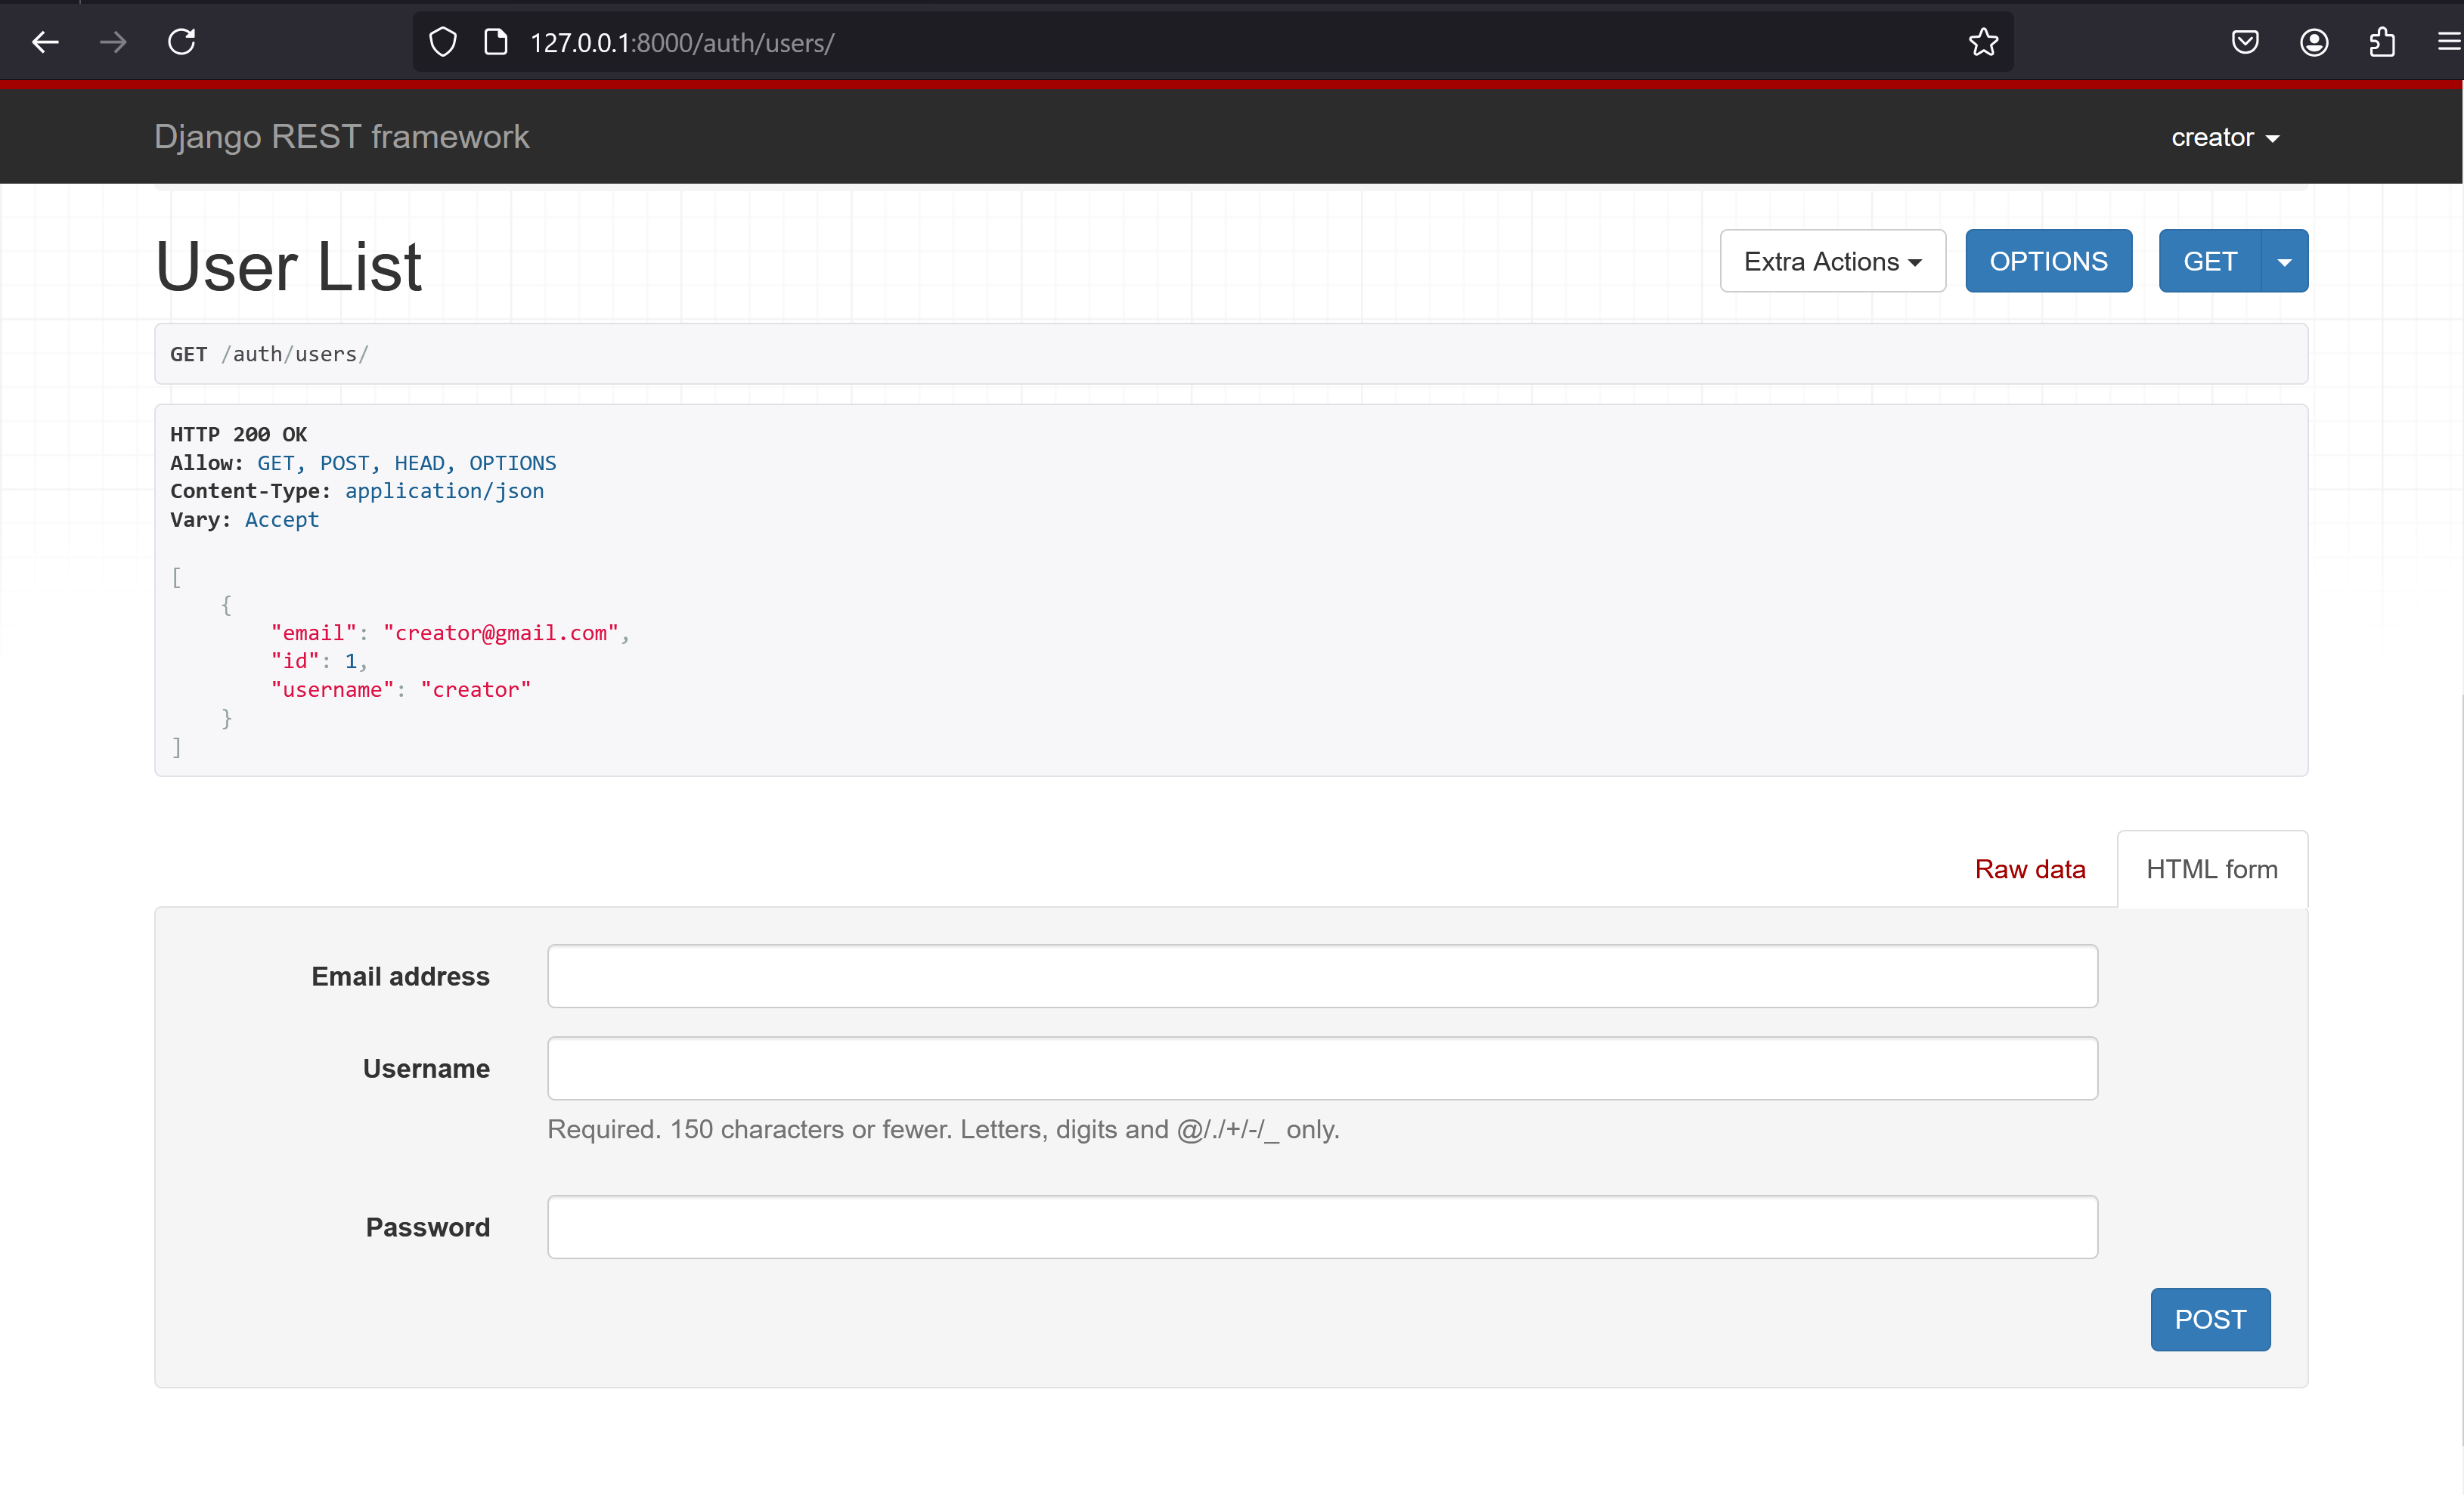 127.0.0.1:8000/auth/users/
Django REST framework
creator
User List
Extra Actions
OPTIONS
GET
GET /auth/users/
HTTP 200 OK
Allow: GET, POST, HEAD, OPTIONS
Content-Type: application/json
Vary: Accept
[
{
"email": "creator@gmail.com",
"id": 1,
"username": "creator"
}
]
Raw data
HTML form
Email address
Username
Required. 150 characters or fewer. Letters, digits and @/./+/-/_ only.
Password
POST